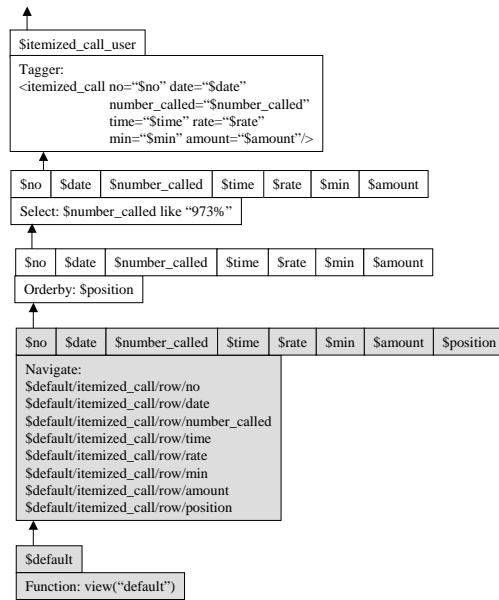 $itemized_call_user
Tagger:
<itemized_call no=“$no” date=“$date”
number_called=“$number_called”
time=“$time” rate=“$rate”
min=“$min” amount=“$amount”/>
$no $date $number_called $time $rate $min $amount
Select: $number_called like “973%”
$no $date $number_called $time $rate $min $amount
Orderby: $position
$no $date $number_called $time $rate $min $amount $position
Navigate:
$default/itemized_call/row/no
$default/itemized_call/row/date
$default/itemized_call/row/number_called
$default/itemized_call/row/time
$default/itemized_call/row/rate
$default/itemized_call/row/min
$default/itemized_call/row/amount
$default/itemized_call/row/position
$default
Function: view(“default”)